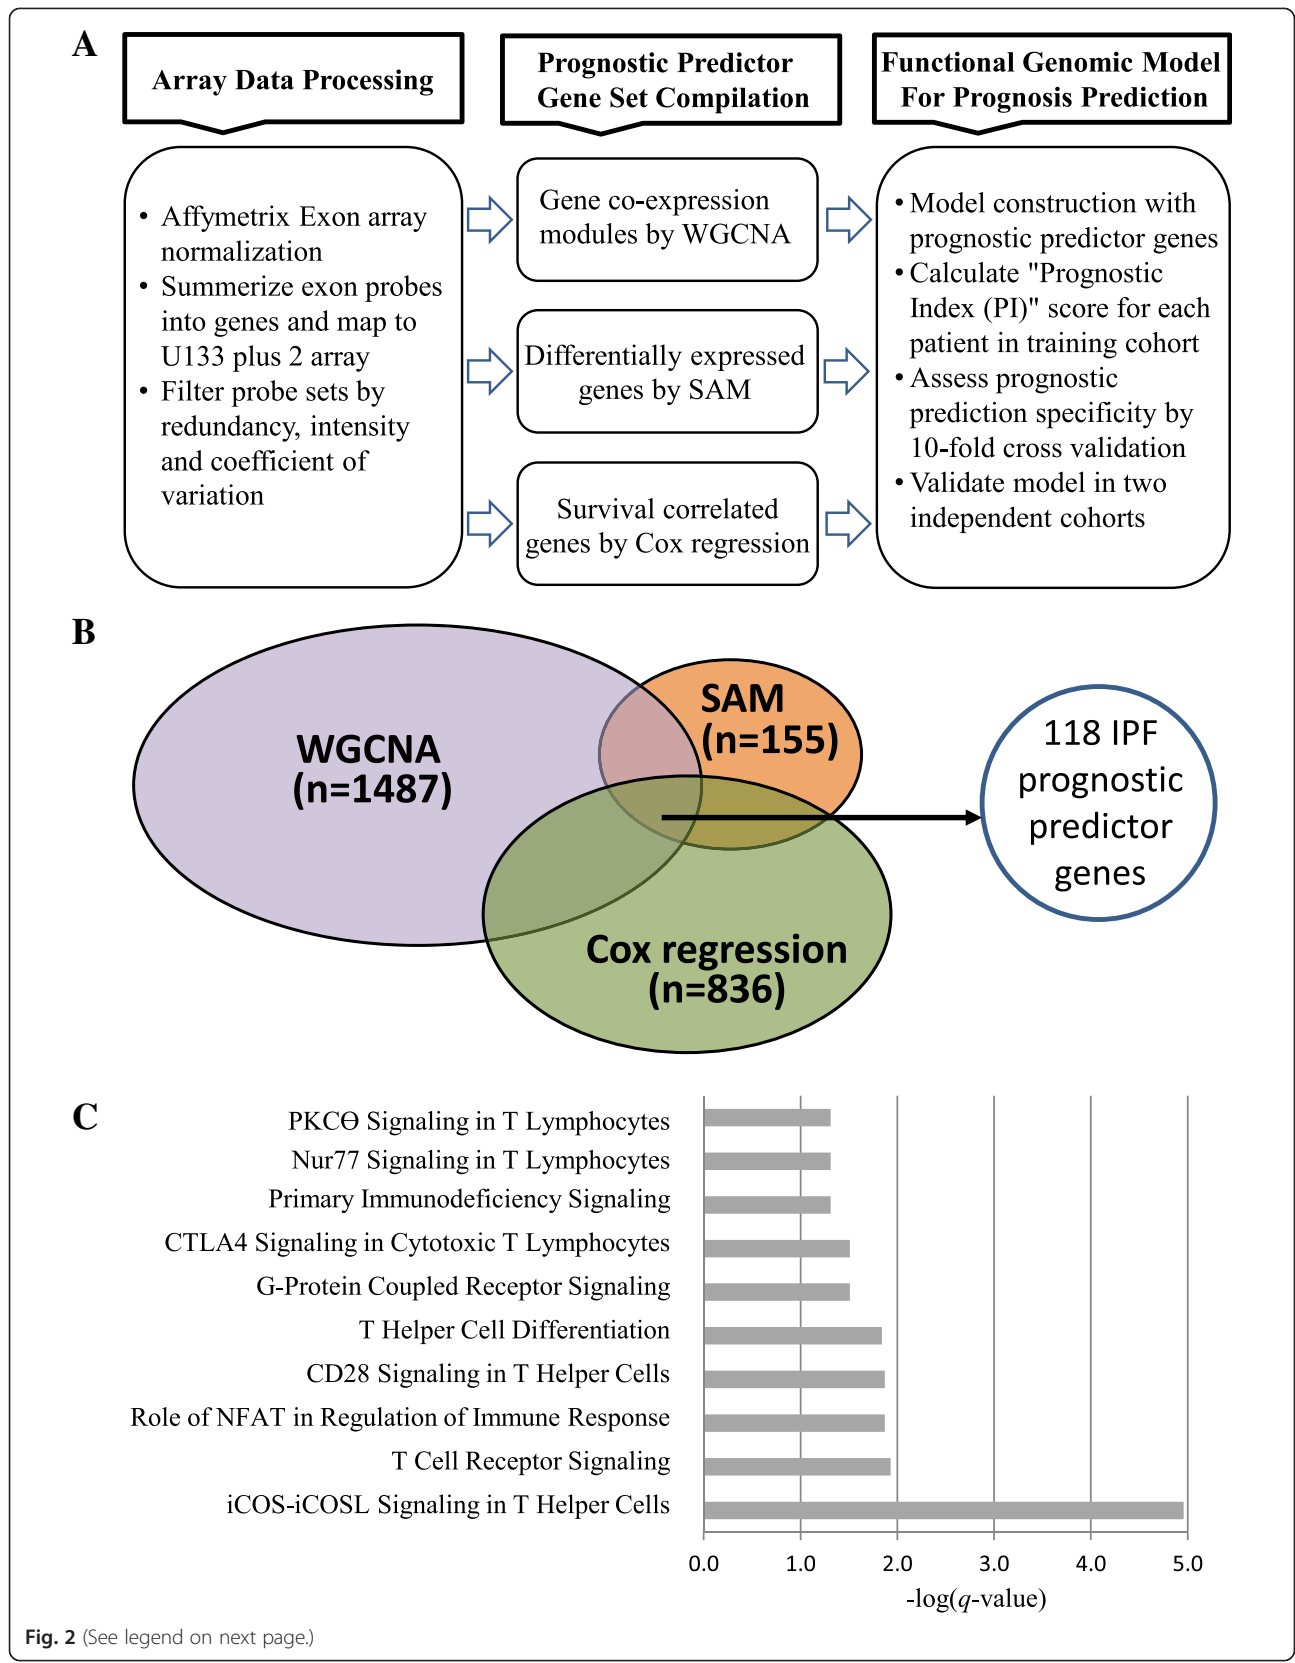 A
Array Data Processing
Prognostic Predictor
Gene Set Compilation
Functional Genomic Model
For Prognosis Prediction
• Affymetrix Exon array
normalization
• Summerize exon probes
into genes and map to
U133 plus 2 array
• Filter probe sets by
redundancy, intensity
and coefficient of
variation
Gene co-expression
modules by WGCNA
Differentially expressed
genes by SAM
Survival correlated
genes by Cox regression
• Model construction with
prognostic predictor genes
• Calculate "Prognostic
Index (PI)" score for each
patient in training cohort
• Assess prognostic
prediction specificity by
10-fold cross validation
• Validate model in two
independent cohorts
B
WGCNA
(n=1487)
SAM
(n=155)
Cox regression
(n=836)
118 IPF
prognostic
predictor
genes
C
PKCΘ Signaling in T Lymphocytes
Nur77 Signaling in T Lymphocytes
Primary Immunodeficiency Signaling
CTLA4 Signaling in Cytotoxic T Lymphocytes
G-Protein Coupled Receptor Signaling
T Helper Cell Differentiation
CD28 Signaling in T Helper Cells
Role of NFAT in Regulation of Immune Response
T Cell Receptor Signaling
iCOS-iCOSL Signaling in T Helper Cells
0.0 1.0 2.0 3.0 4.0 5.0
-log(q-value)
Fig. 2 (See legend on next page.)